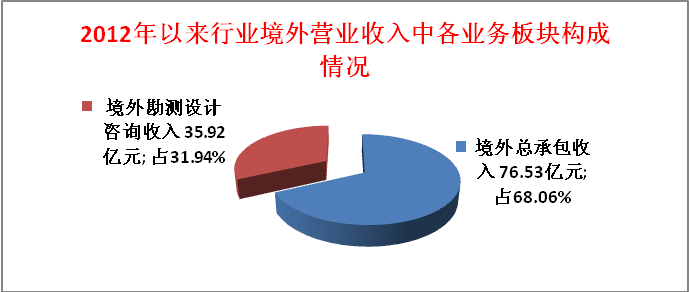 2012年以来行业境外营业收入中各业务板块构成
情况
境外勘测设计
咨询收入 35.92
亿元; 占31.94%
境外总承包收
入 76.53亿元;
占68.06%